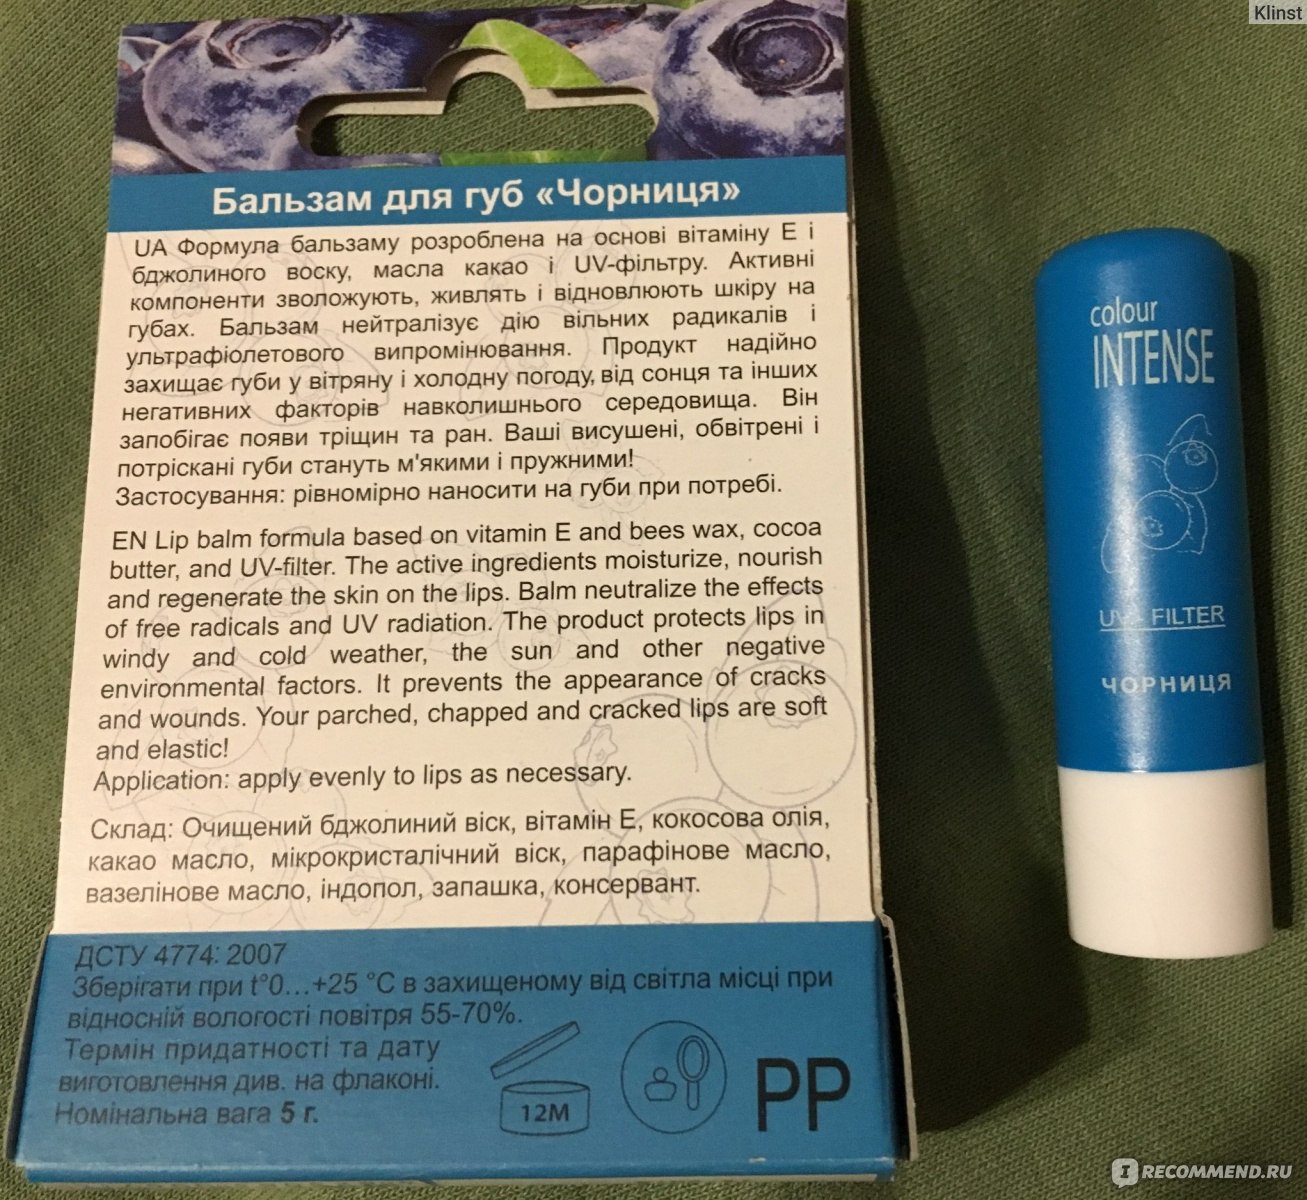 Klinst
Бальзам для губ «Чорниця»
UA Формула бальзаму розроблена на основі вітаміну Е і
бджолиного воску, масла какао і UV-фільтру. Активні
компоненти зволожують, живлять і відновлюють шкіру на
губах. Бальзам нейтралізує дію вільних радикалів і
ультрафіолетового випромінювання. Продукт надійно
захищає губи у вітряну і холодну погоду, від сонця та інших
негативних факторів навколишнього середовища. Він
запобігає появи тріщин та ран. Ваші висушені, обвітрені і
потріскані губи стануть м'якими і пружними!
Застосування: рівномірно наносити на губи при потребі.
EN Lip balm formula based on vitamin E and bees wax, cocoa
butter, and UV-filter. The active ingredients moisturize, nourish
and regenerate the skin on the lips. Balm neutralize the effects
of free radicals and UV radiation. The product protects lips in
windy and cold weather, the sun and other negative
environmental factors. It prevents the appearance of cracks
and wounds. Your parched, chapped and cracked lips are soft
and elastic!
Application: apply evenly to lips as necessary.
Склад: Очищений бджолиний віск, вітамін Е, кокосова олія,
какао масло, мікрокристалічний віск, парафінове масло,
вазелінове масло, індопол, запашка, консервант.
ДСТУ 4774: 2007
Зберігати при t°0...+25 °C в захищеному від світла місці при
відносній вологості повітря 55-70%.
Термін придатності та дату
виготовлення див. на флаконі.
Номінальна вага 5 г.
12M
PP
colour
INTENSE
UV - FILTER
ЧОРНИЦЯ
IRECOMMEND.RU